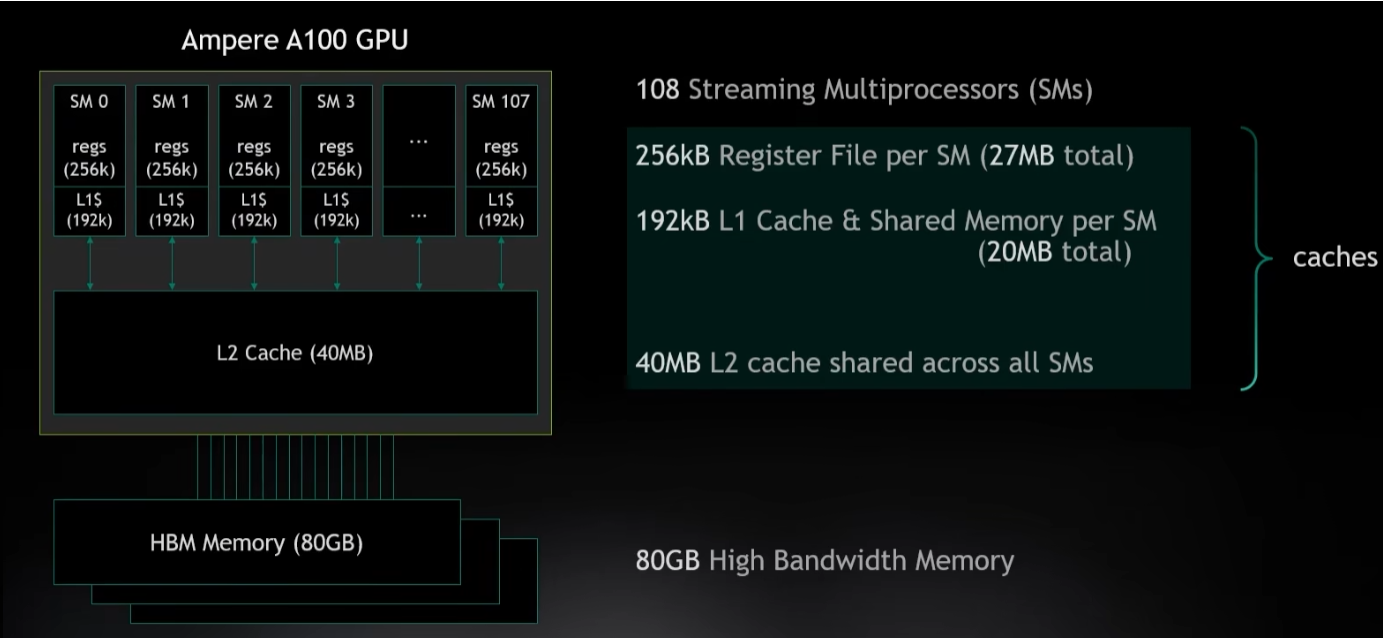 Ampere A100 GPU
SM 0
regs
(256k)
L1$
(192k)
SM 1
regs
(256k)
L1$
(192k)
SM 2
regs
(256k)
L1$
(192k)
SM 3
regs
(256k)
L1$
(192k)
...
...
SM 107
regs
(256k)
L1$
(192k)
L2 Cache (40MB)
HBM Memory (80GB)
108 Streaming Multiprocessors (SMs)
256kB Register File per SM (27MB total)
192kB L1 Cache & Shared Memory per SM
(20MB total)
40MB L2 cache shared across all SMs
caches
80GB High Bandwidth Memory